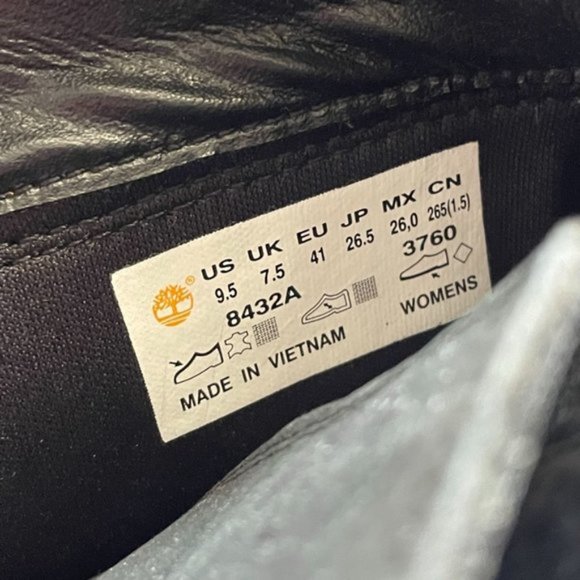 US UK EU JP MX CN
9.5 7.5 41 26.5 26,0 265(1.5)
8432A 3760
WOMENS
MADE IN VIETNAM
®